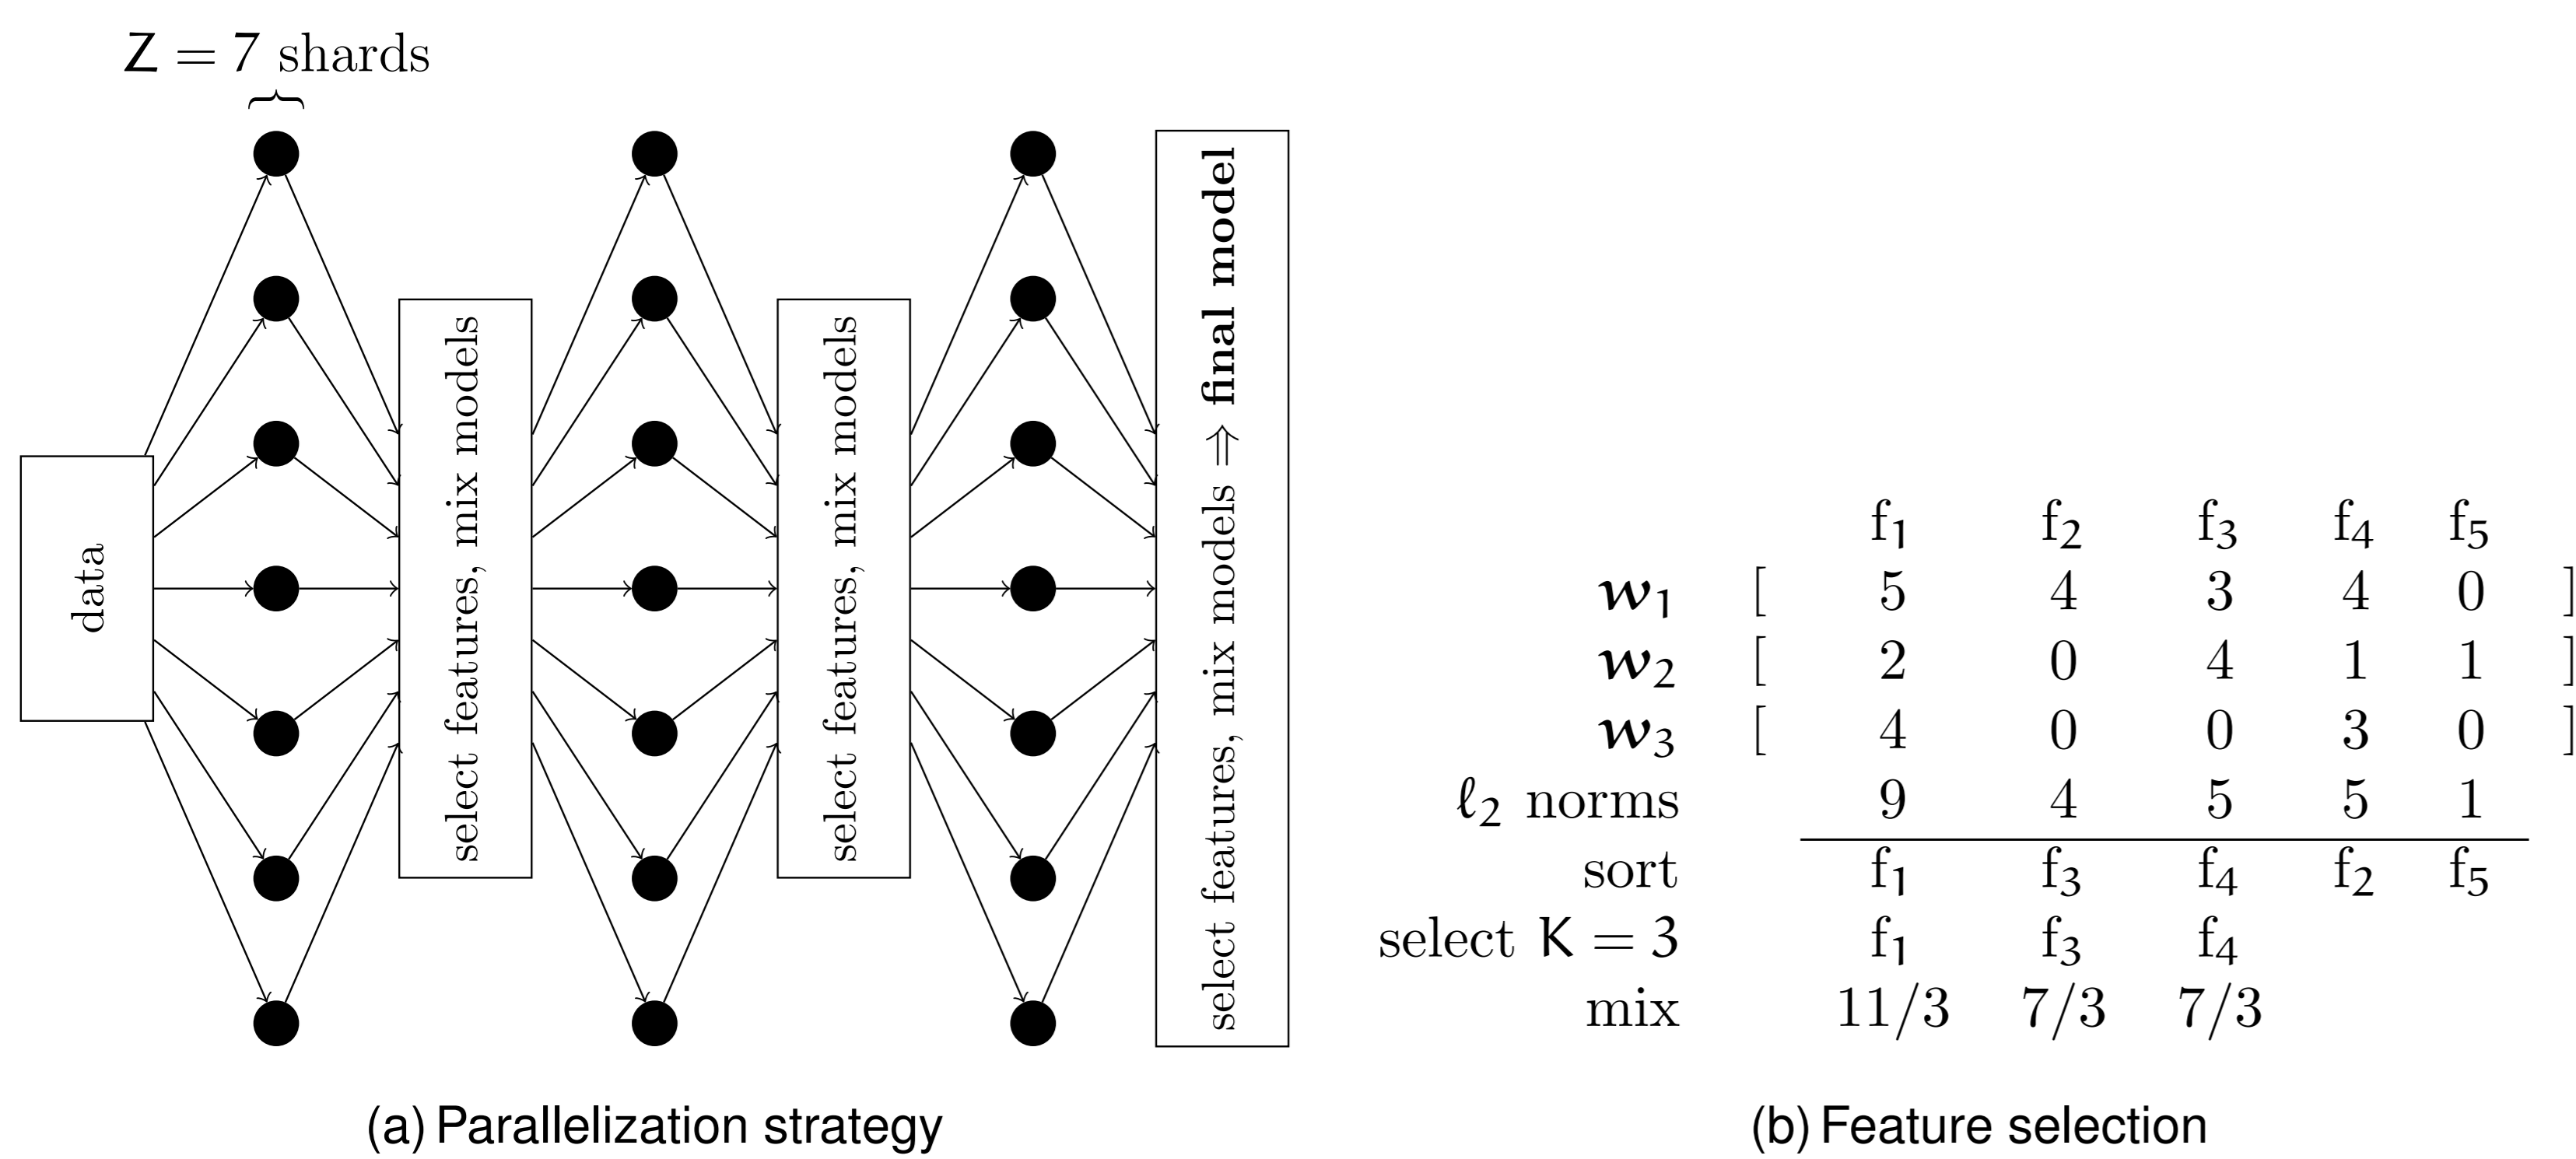 Z = 7 shards
data
select features, mix models
select features, mix models
select features, mix models ⇒ final model
(a) Parallelization strategy
f₁ f₂ f₃ f₄ f₅
w₁ [ 5 4 3 4 0 ]
w₂ [ 2 0 4 1 1 ]
w₃ [ 4 0 0 3 0 ]
ℓ₂ norms 9 4 5 5 1
sort f₁ f₃ f₄ f₂ f₅
select K = 3 f₁ f₃ f₄
mix 11/3 7/3 7/3
(b) Feature selection